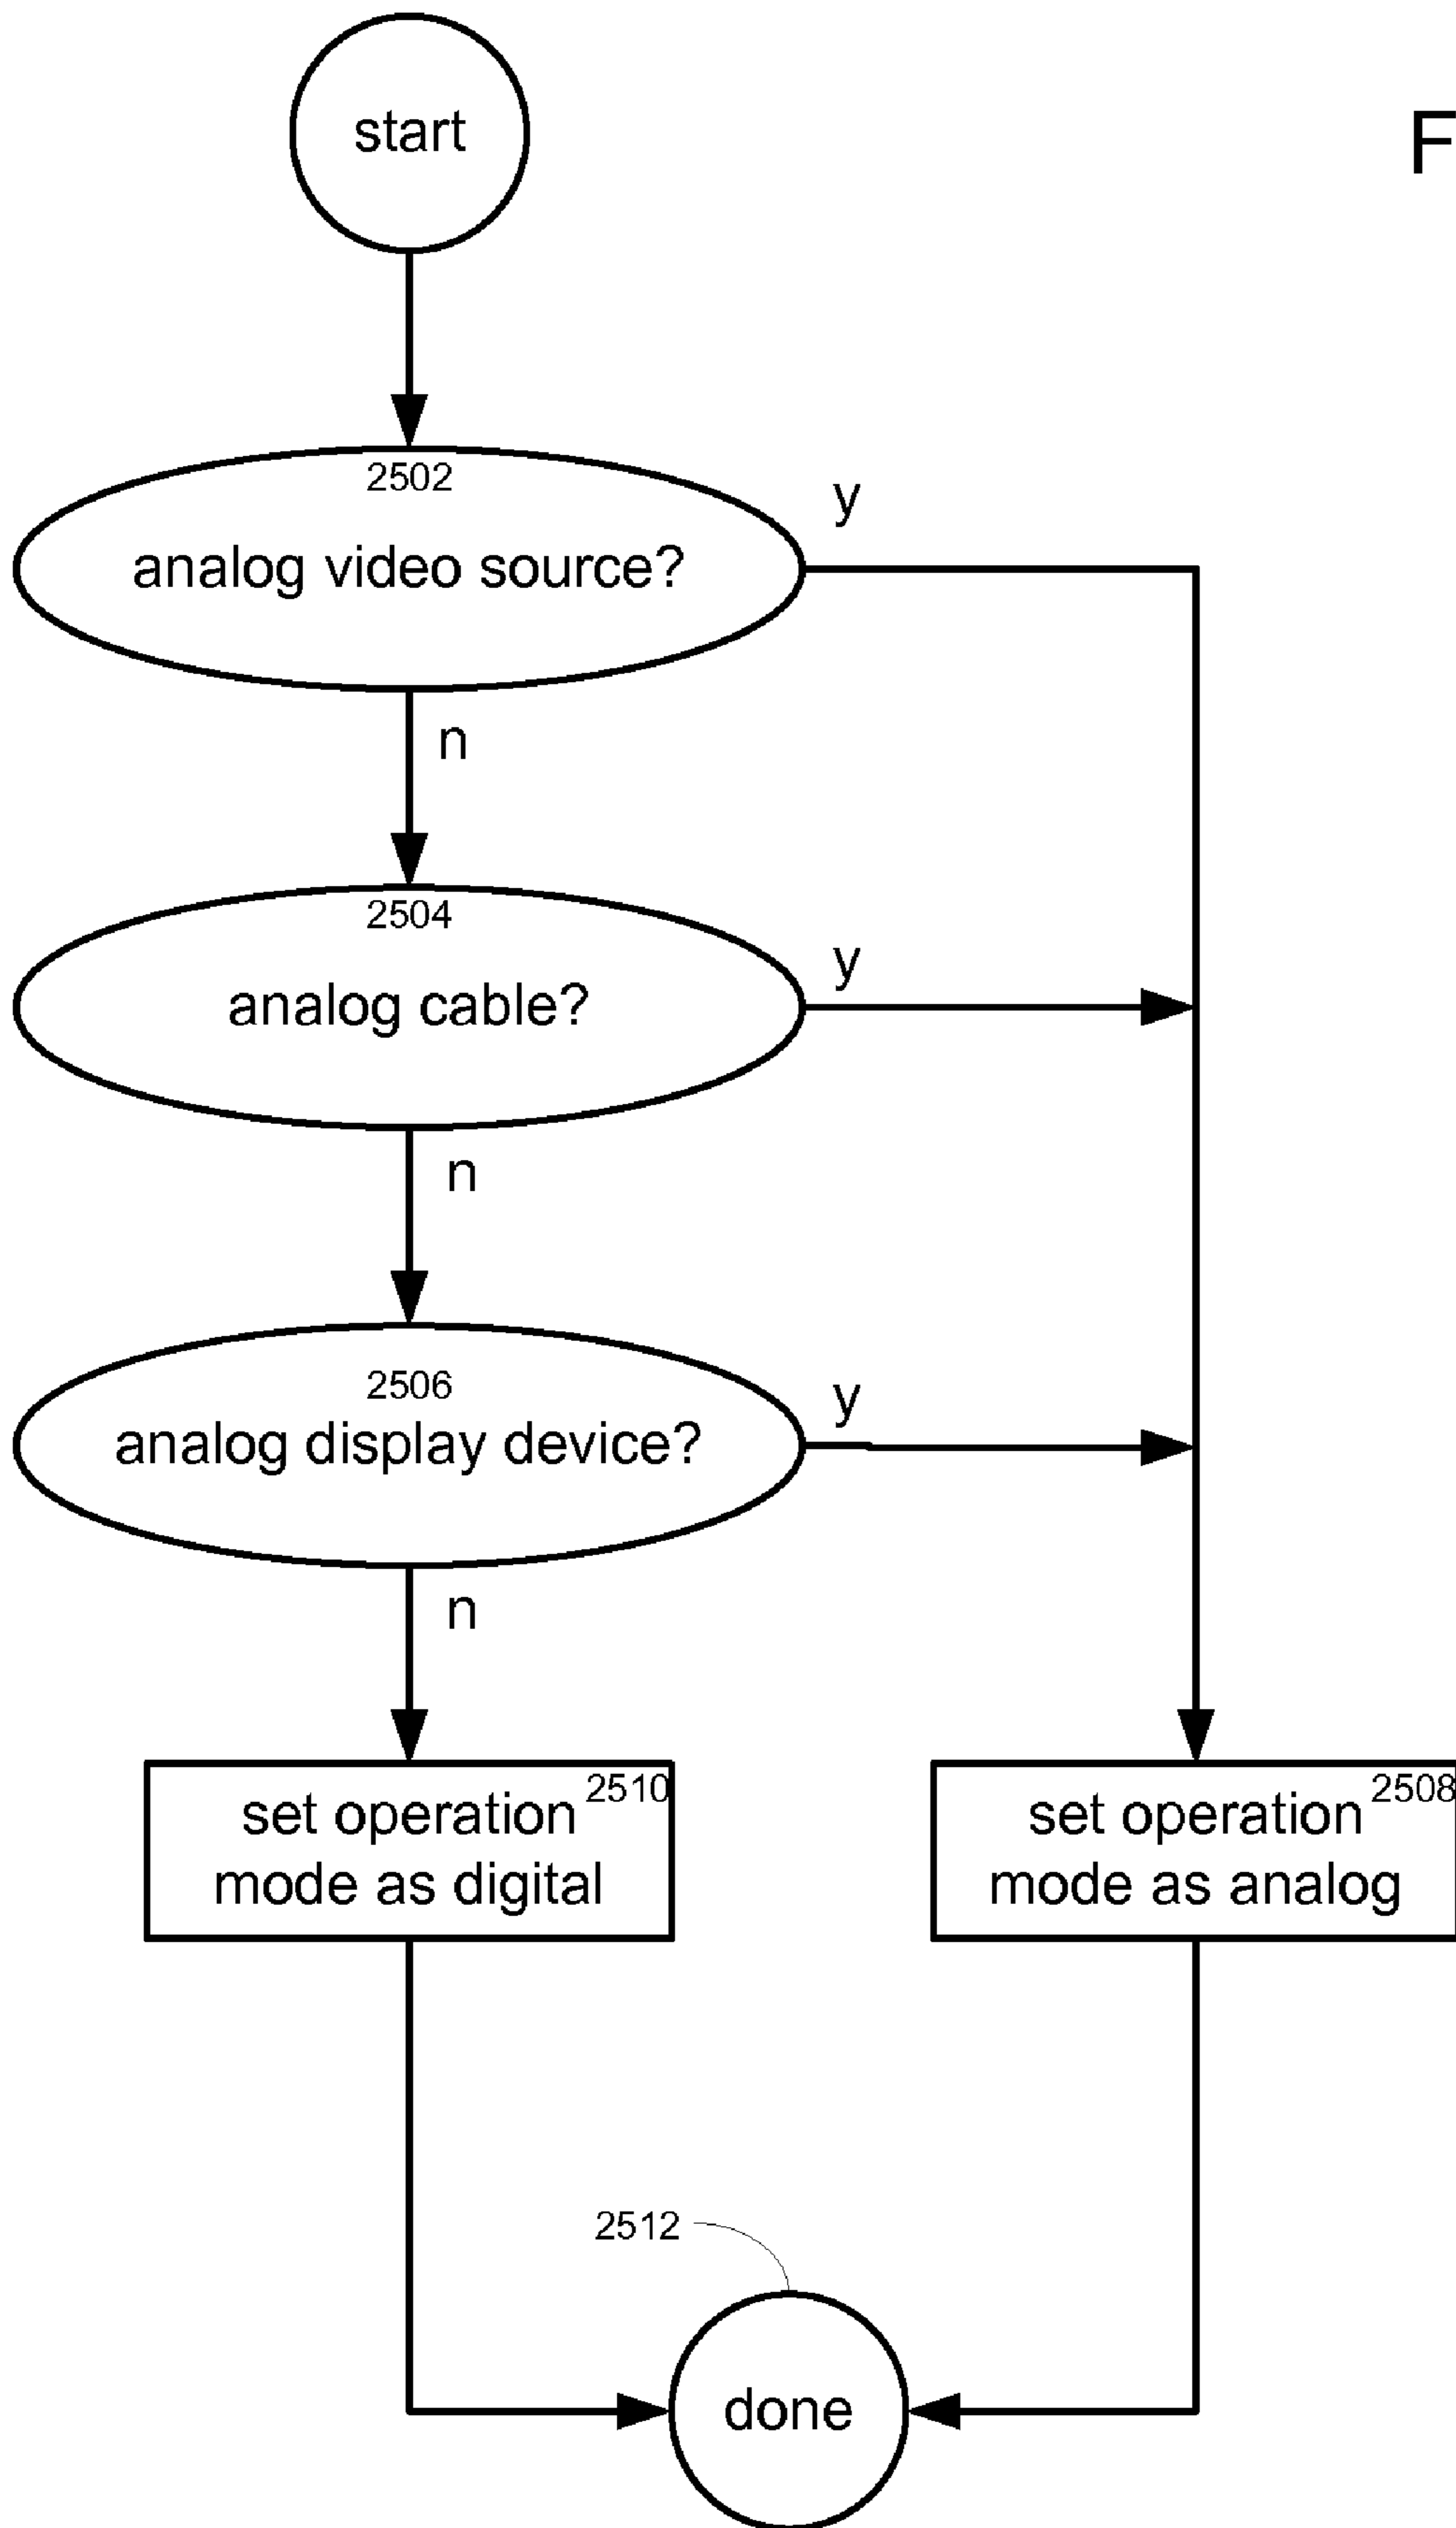 start
F
2502
analog video source?
y
n
2504
analog cable?
y
n
2506
analog display device?
y
n
2510
set operation
mode as digital
2508
set operation
mode as analog
2512
done